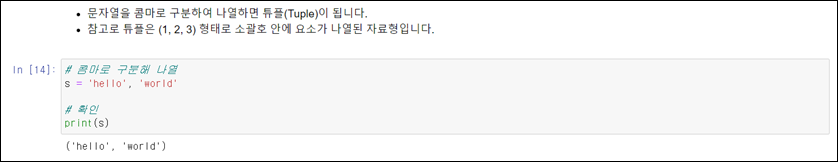 • 문자열을 콤마로 구분하여 나열하면 튜플(Tuple)이 됩니다.
• 참고로 튜플은 (1, 2, 3) 형태로 소괄호 안에 요소가 나열된 자료형입니다.
In [14]: # 콤마로 구분해 나열
s = 'hello', 'world'
# 확인
print(s)
('hello', 'world')